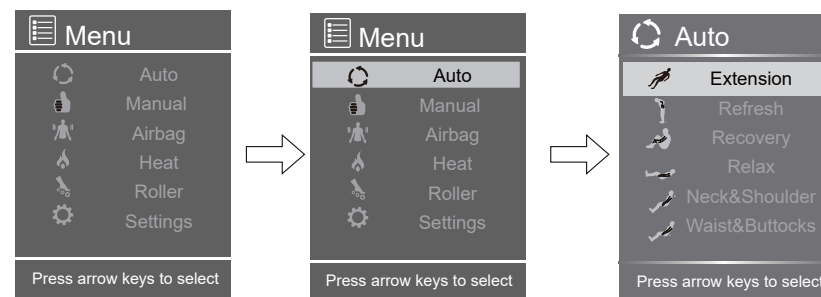 Menu
Auto
Manual
Airbag
Heat
Roller
Settings
Press arrow keys to select
Menu
Auto
Manual
Airbag
Heat
Roller
Settings
Press arrow keys to select
Auto
Extension
Refresh
Recovery
Relax
Neck&Shoulder
Waist&Buttocks
Press arrow keys to select